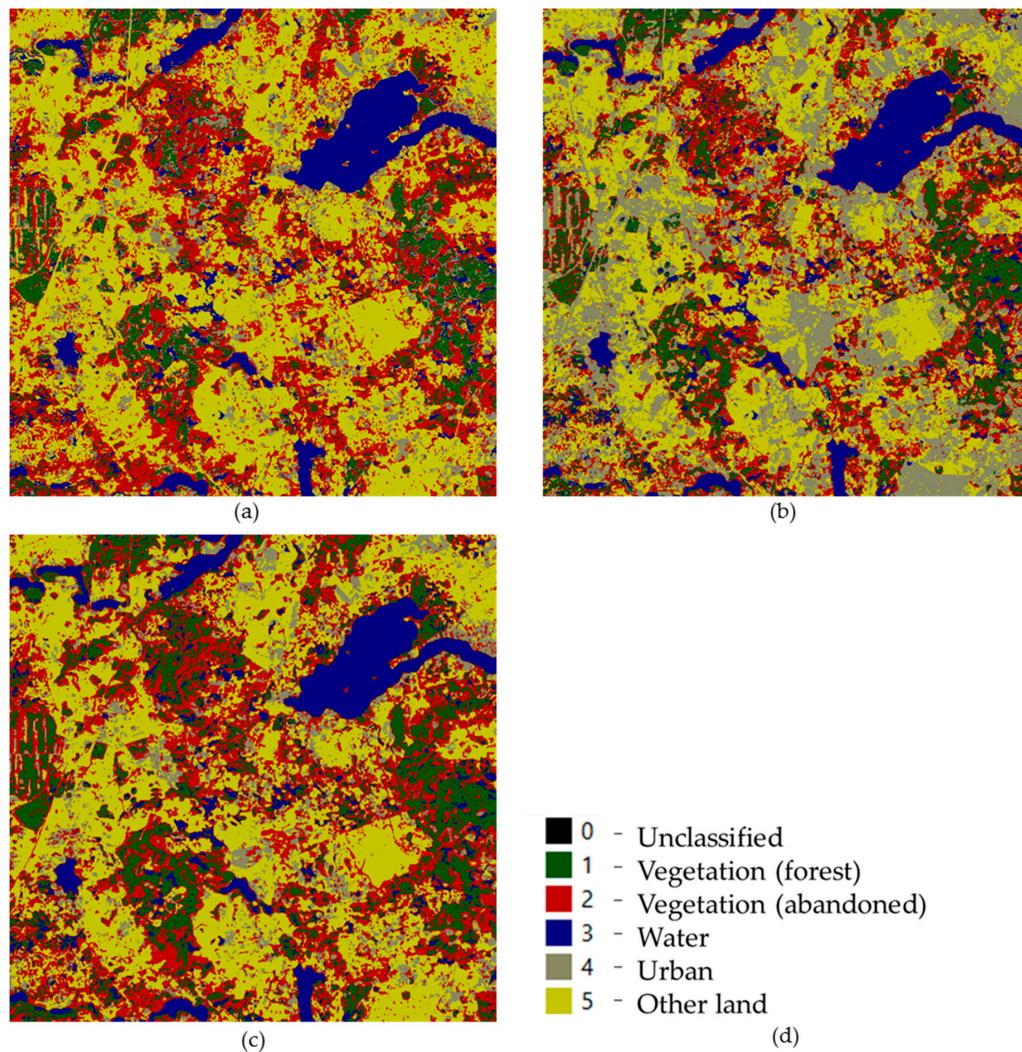 (a)
(b)
0 - Unclassified
1 - Vegetation (forest)
2 - Vegetation (abandoned)
3 - Water
4 - Urban
5 - Other land
(c)
(d)